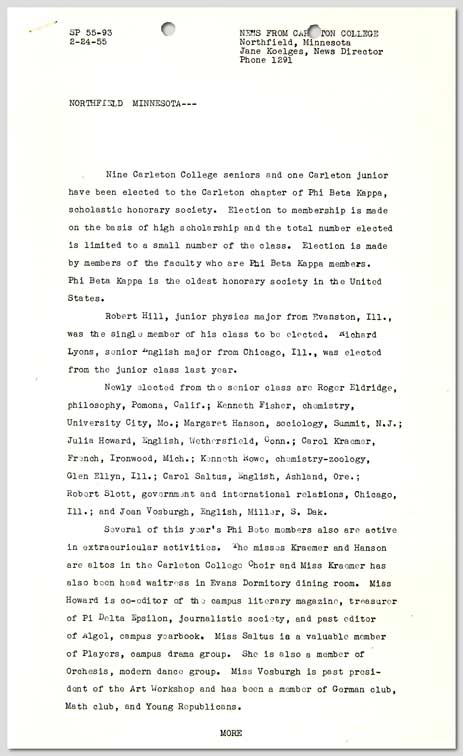 SP 55-93
2-24-55
NEWS FROM CARLETON COLLEGE
Northfield, Minnesota
Jane Koelges, News Director
Phone 1291
NORTHFIELD MINNESOTA---
Nine Carleton College seniors and one Carleton junior
have been elected to the Carleton chapter of Phi Beta Kappa,
scholastic honorary society. Election to membership is made
on the basis of high scholarship and the total number elected
is limited to a small number of the class. Election is made
by members of the faculty who are Phi Beta Kappa members.
Phi Beta Kappa is the oldest honorary society in the United
States.
Robert Hill, junior physics major from Evanston, Ill.,
was the single member of his class to be elected. Richard
Lyons, senior English major from Chicago, Ill., was elected
from the junior class last year.
Newly elected from the senior class are Roger Eldridge,
philosophy, Pomona, Calif.; Kenneth Fisher, chemistry,
University City, Mo.; Margaret Hanson, sociology, Summit, N.J.;
Julia Howard, English, Wethersfield, Conn.; Carol Kraemer,
French, Ironwood, Mich.; Kenneth Rowe, chemistry-zoology,
Glen Ellyn, Ill.; Carol Saltus, English, Ashland, Ore.;
Robert Slott, government and international relations, Chicago,
Ill.; and Joan Vosburgh, English, Miller, S. Dak.
Several of this year's Phi Bete members also are active
in extracuricular activities. The misses Kraemer and Hanson
are altos in the Carleton College Choir and Miss Kraemer has
also been head waitress in Evans Dormitory dining room. Miss
Howard is co-editor of the campus literary magazine, treasurer
of Pi Delta Epsilon, journalistic society, and past editor
of Algol, campus yearbook. Miss Saltus is a valuable member
of Players, campus drama group. She is also a member of
Orchesis, modern dance group. Miss Vosburgh is past presi-
dent of the Art Workshop and has been a member of German club,
Math club, and Young Republicans.
MORE